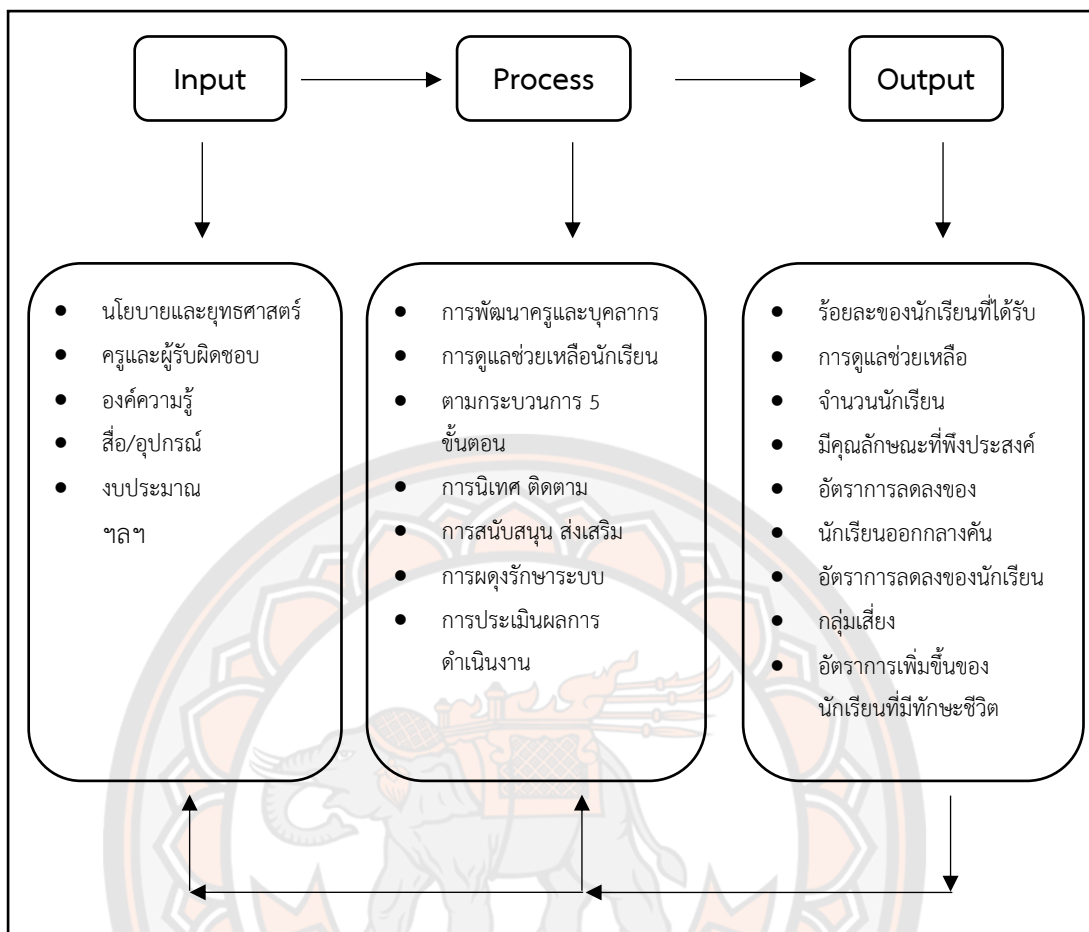 Input
Process
Output
● นโยบายและยุทธศาสตร์
● ครูและผู้รับผิดชอบ
● องค์ความรู้
● สื่อ/อุปกรณ์
● งบประมาณ
ฯลฯ
● การพัฒนาครูและบุคลากร
● การดูแลช่วยเหลือนักเรียน
● ตามกระบวนการ 5
ขั้นตอน
● การนิเทศ ติดตาม
● การสนับสนุน ส่งเสริม
● การผดุงรักษาระบบ
● การประเมินผลการ
ดำเนินงาน
● ร้อยละของนักเรียนที่ได้รับ
● การดูแลช่วยเหลือ
● จำนวนนักเรียน
● มีคุณลักษณะที่พึงประสงค์
● อัตราการลดลงของ
● นักเรียนออกกลางคัน
● อัตราการลดลงของนักเรียน
● กลุ่มเสี่ยง
● อัตราการเพิ่มขึ้นของ
นักเรียนที่มีทักษะชีวิต